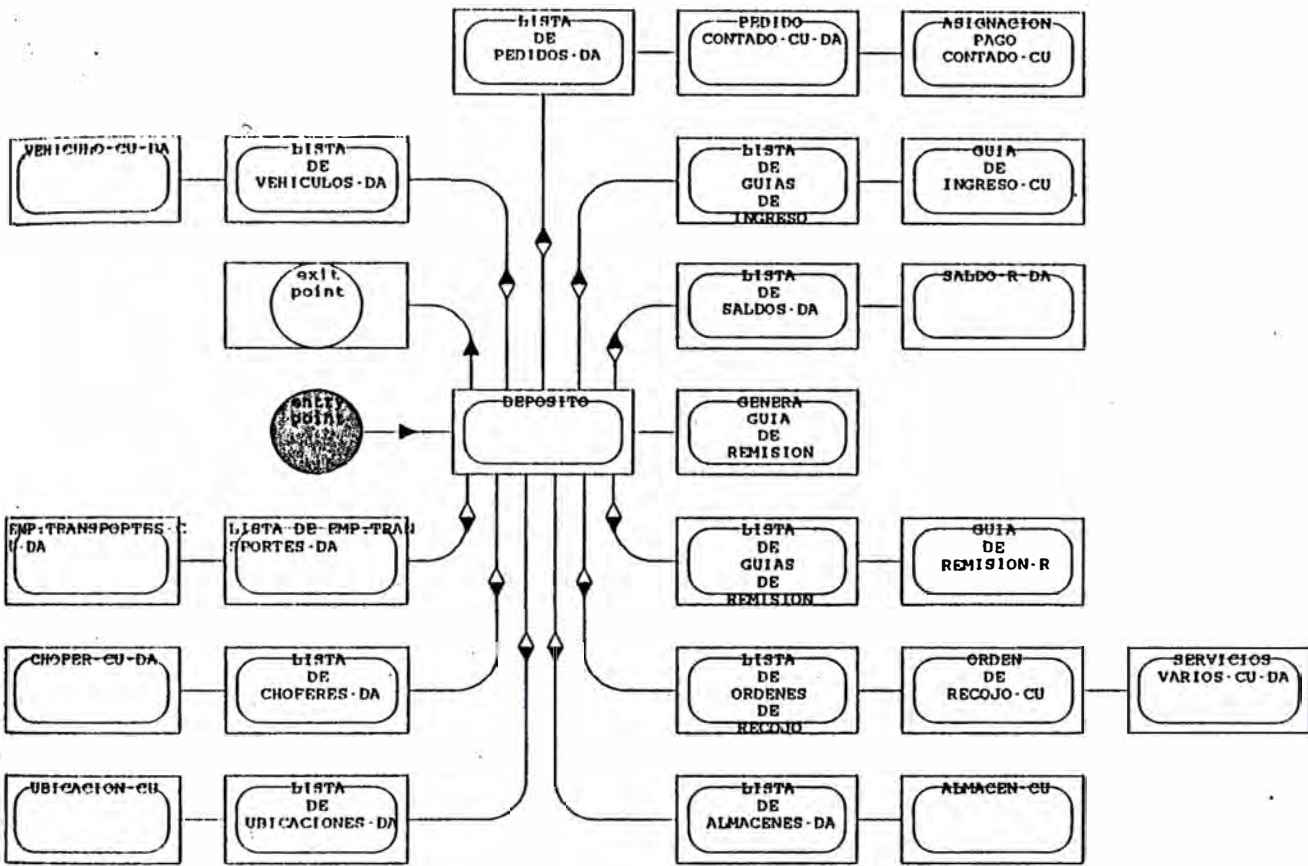 LISTA
DE
PEDIDOS-DA
PEDIDO
CONTADO-CU-DA
ASIGNACION
PAGO
CONTADO-CU
VEHICULO-CU-DA
LISTA
DE
VEHICULOS-DA
LISTA
DE
GUIAS
DE
INGRESO
GUIA
DE
INGRESO-CU
exit
point
LISTA
DE
SALDOS-DA
SALDO-R-DA
entry
point
DEPOSITO
GENERA
GUIA
DE
REMISION
EMP-TRANSPORTES-C
U-DA
LISTA DE EMP-TRAN
SPORTES-DA
LISTA
DE
GUIAS
DE
REMISION
GUIA
DE
REMISION-R
CHOFER-CU-DA
LISTA
DE
CHOFERES-DA
LISTA
DE
ORDENES
DE
RECOJO
ORDEN
DE
RECOJO-CU
SERVICIOS
VARIOS-CU-DA
UBICACION-CU
LISTA
DE
UBICACIONES-DA
LISTA
DE
ALMACENES-DA
ALMACEN-CU